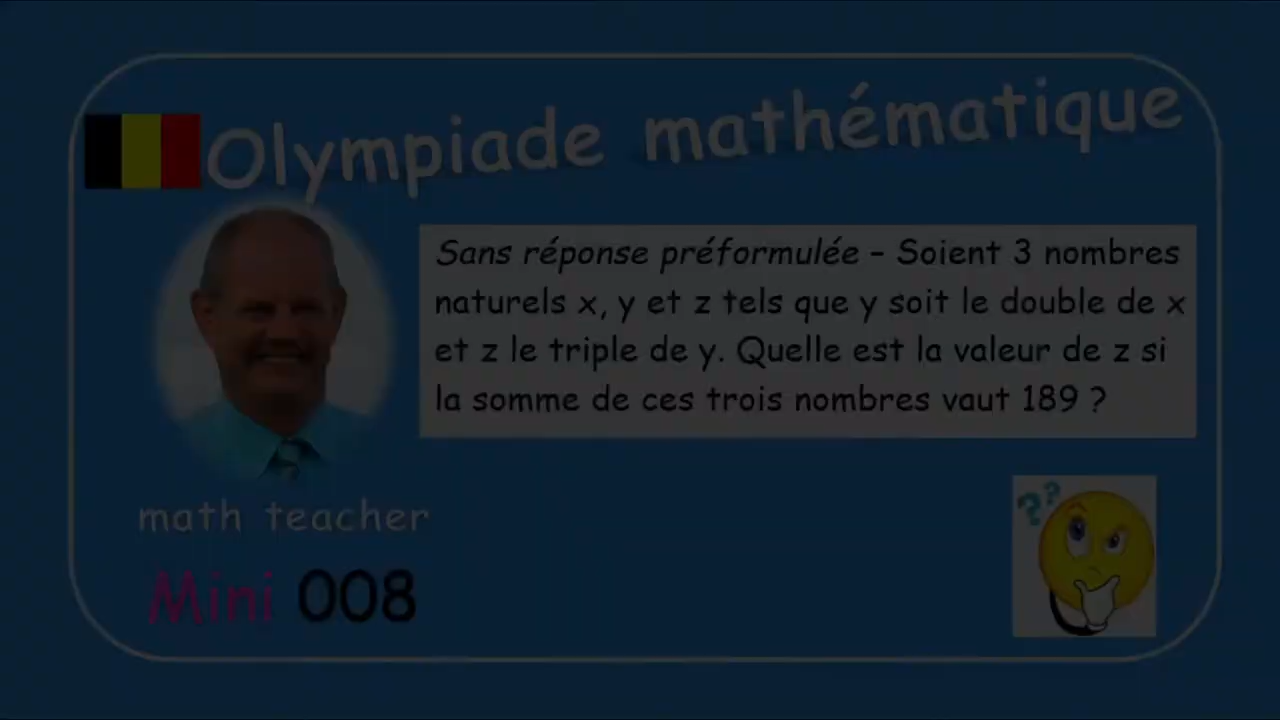 Olympiade mathématique
Sans réponse préformulée – Soient 3 nombres
naturels x, y et z tels que y soit le double de x
et z le triple de y. Quelle est la valeur de z si
la somme de ces trois nombres vaut 189 ?
??
math teacher
Mini 008